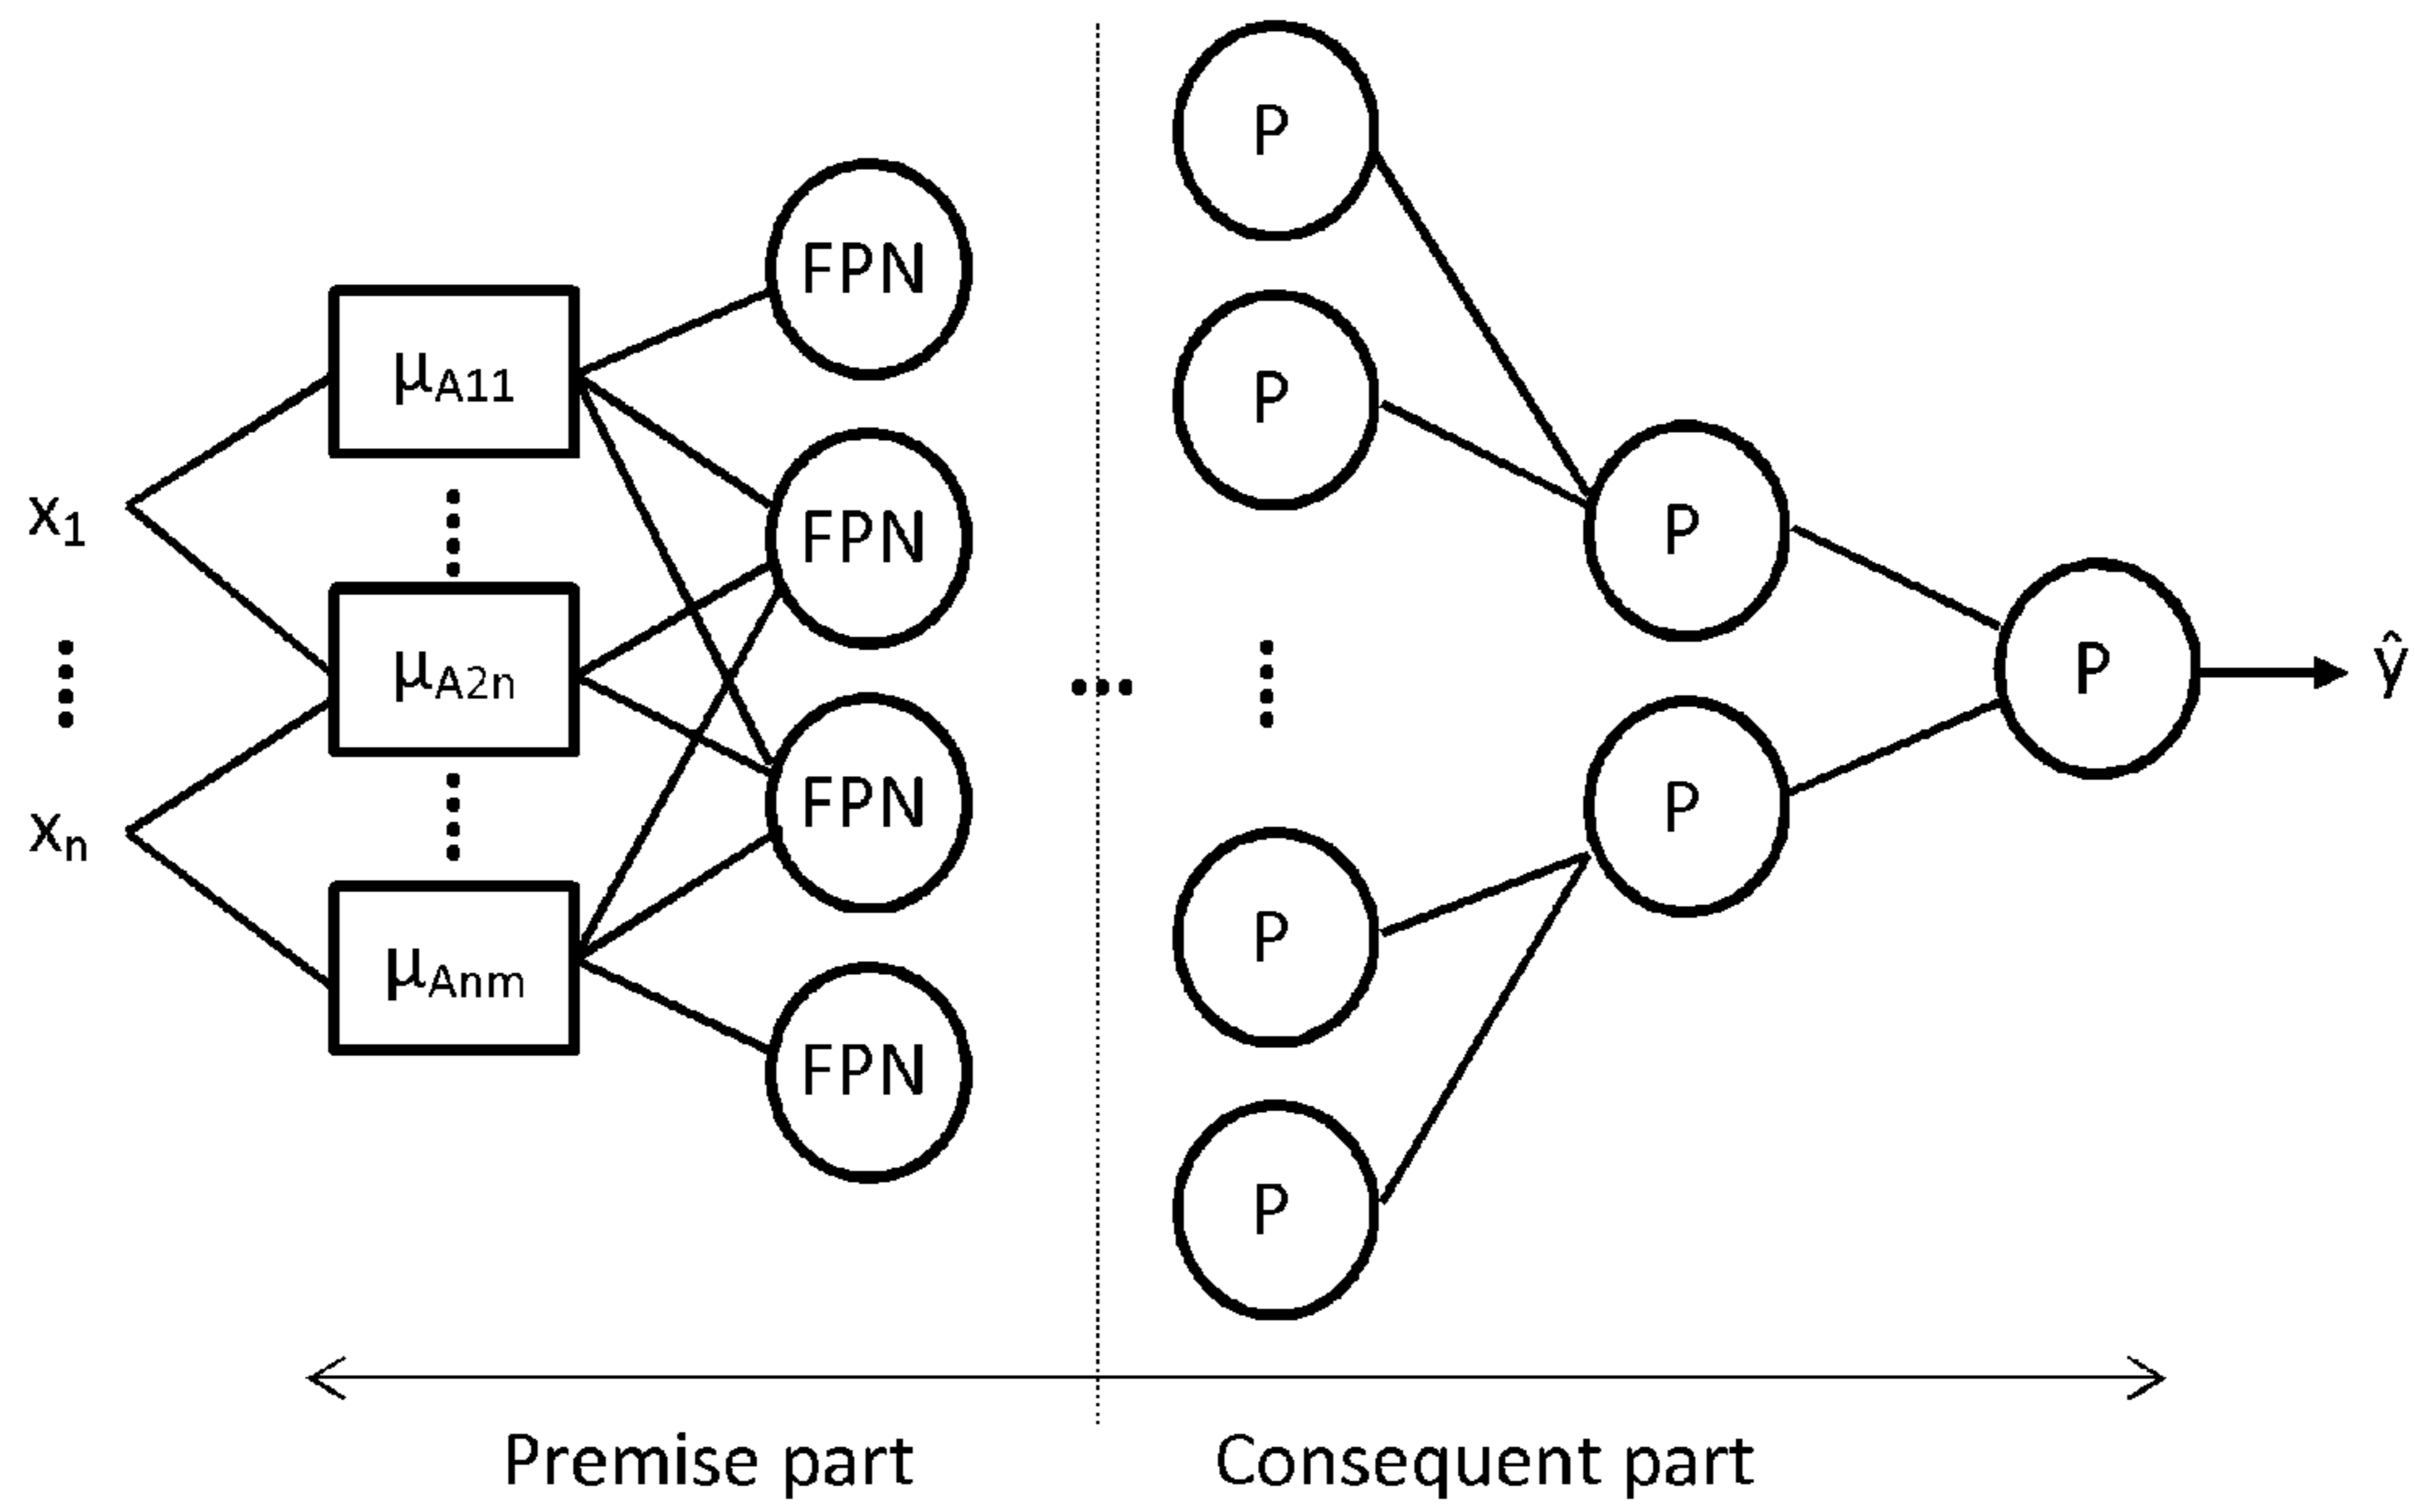 x1
xn
μA11
μA2n
μAnm
FPN
FPN
FPN
FPN
P
P
P
P
P
P
P
ŷ
Premise part
Consequent part